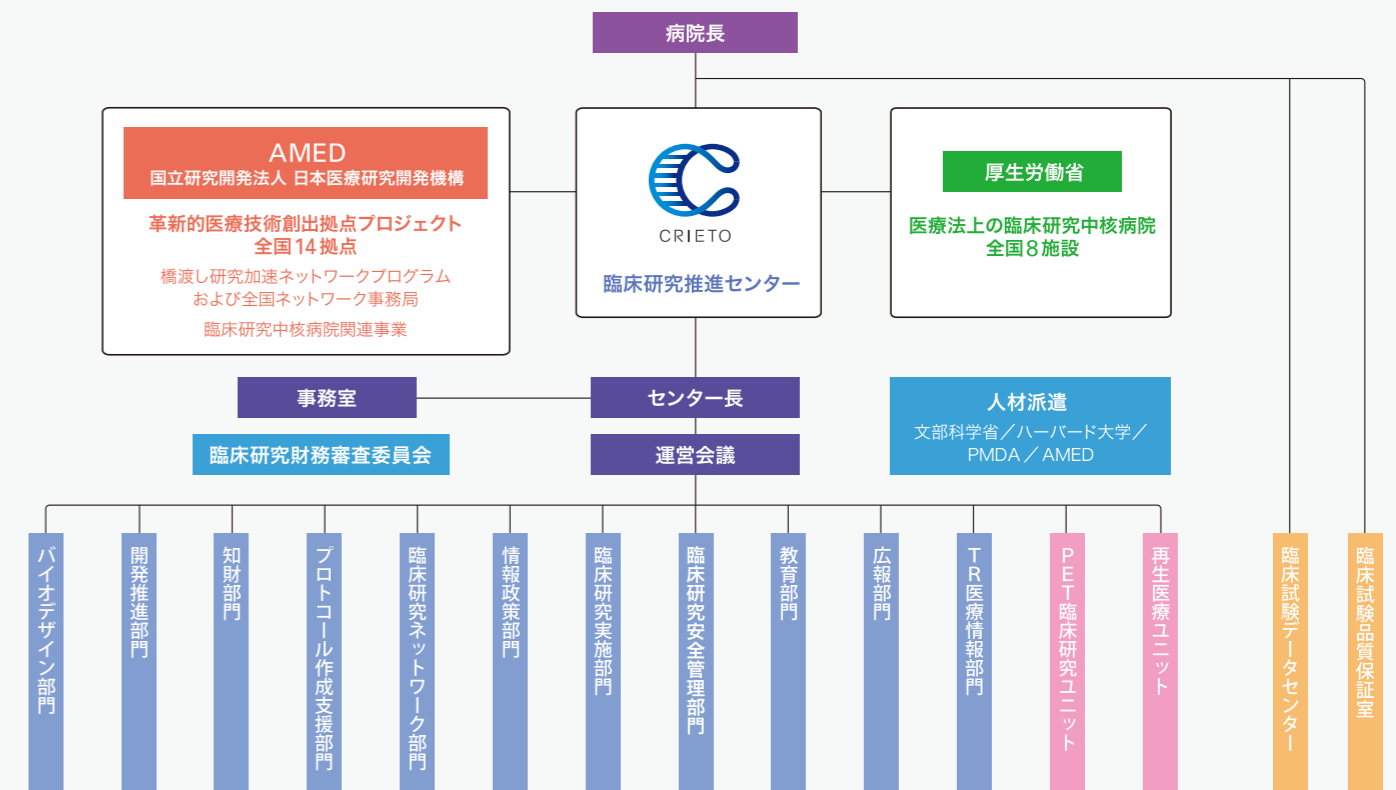 病院長
AMED
国立研究開発法人 日本医療研究開発機構
革新的医療技術創出拠点プロジェクト
全国14拠点
橋渡し研究加速ネットワークプログラム
および全国ネットワーク事務局
臨床研究中核病院関連事業
CRIETO
臨床研究推進センター
厚生労働省
医療法上の臨床研究中核病院
全国8施設
事務室
センター長
臨床研究財務審査委員会
運営会議
人材派遣
文部科学省／ハーバード大学／
PMDA／AMED
バイオデザイン部門
開発推進部門
知財部門
プロトコール作成支援部門
臨床研究ネットワーク部門
情報政策部門
臨床研究実施部門
臨床研究安全管理部門
教育部門
広報部門
TR医療情報部門
PET臨床研究ユニット
再生医療ユニット
臨床試験データセンター
臨床試験品質保証室